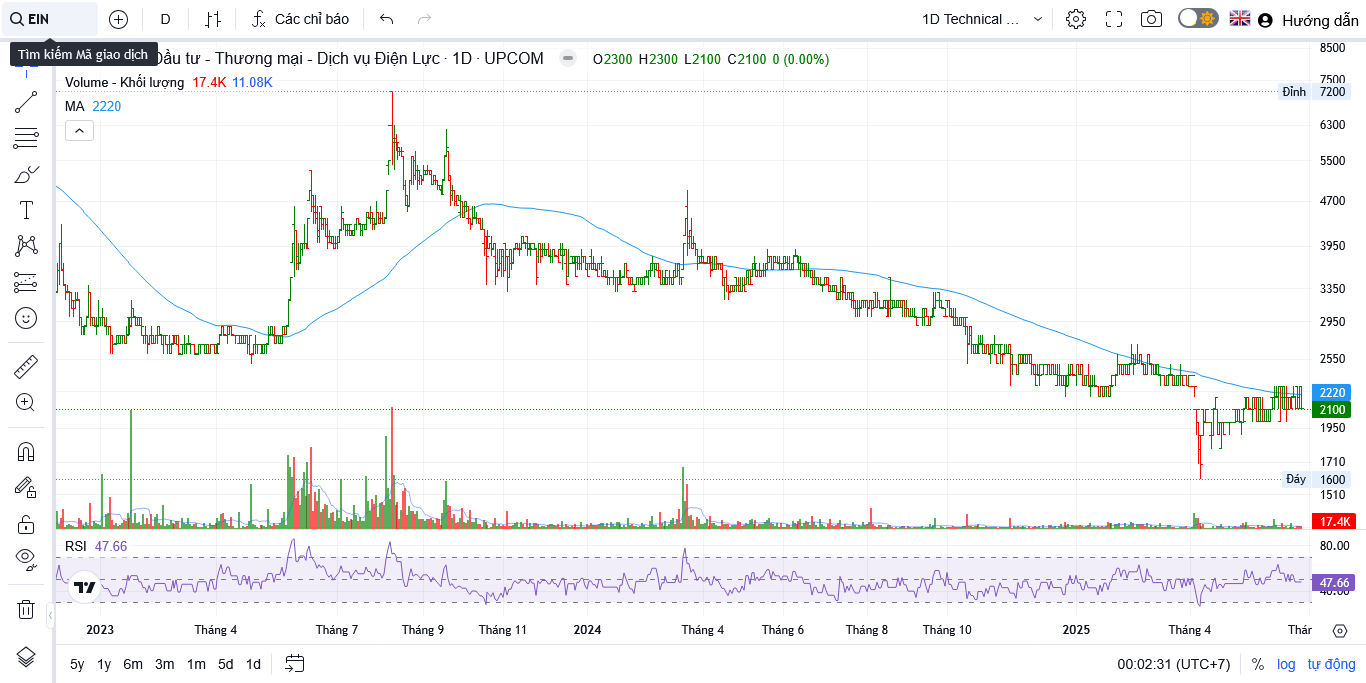 EIN D Các chỉ báo 1D Technical ... Hướng dẫn
Tìm kiếm Mã giao dịch
Đầu tư - Thương mại - Dịch vụ Điện Lực · 1D · UPCOM O2300 H2300 L2100 C2100 0 (0.00%)
Volume - Khối lượng 17.4K 11.08K
MA 2220
8500
7500
Đỉnh 7200
6300
5500
4700
3950
3350
2950
2550
2220
2100
1950
1710
Đáy 1600
1510
17.4K
RSI 47.66
80.00
47.66
40.00
2023 Tháng 4 Tháng 7 Tháng 9 Tháng 11 2024 Tháng 4 Tháng 6 Tháng 8 Tháng 10 2025 Tháng 4 Thár
5y 1y 6m 3m 1m 5d 1d 00:02:31 (UTC+7) % log tự động